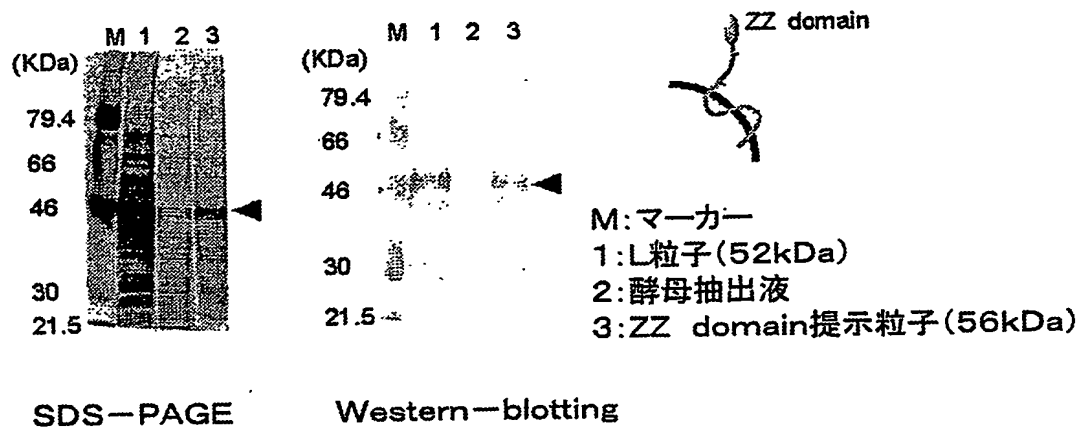 M 1 2 3
(KDa)
79.4
66
46
30
21.5
SDS－PAGE
M 1 2 3
(KDa)
79.4
66
46
30
21.5
Western－blotting
ZZ domain
M:マーカー
1:L粒子(52kDa)
2:酵母抽出液
3:ZZ domain提示粒子(56kDa)